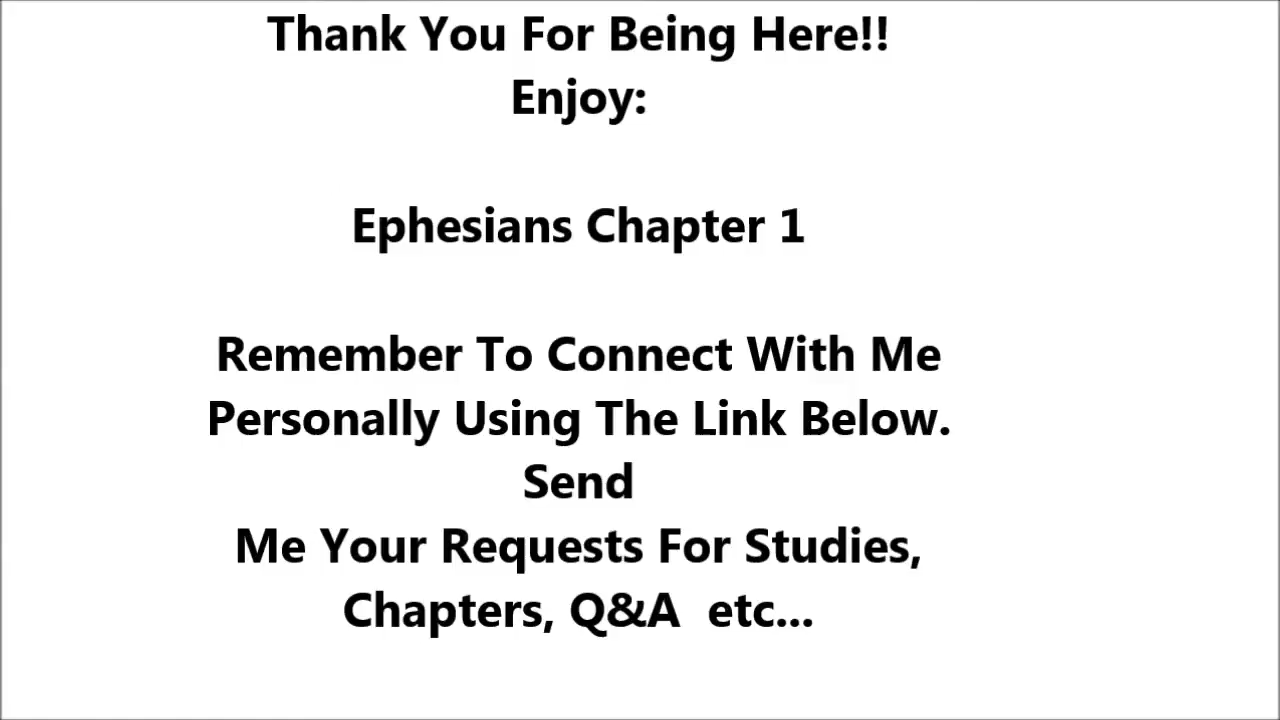 Thank You For Being Here!!
Enjoy:
Ephesians Chapter 1
Remember To Connect With Me
Personally Using The Link Below.
Send
Me Your Requests For Studies,
Chapters, Q&A  etc...